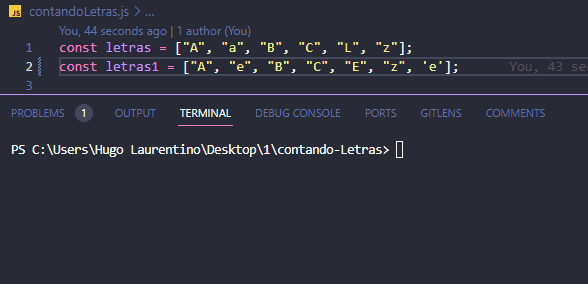 JS contandoLetras.js > ...
You, 44 seconds ago | 1 author (You)
1 const letras = ["A", "a", "B", "C", "L", "z"];
2 const letras1 = ["A", "e", "B", "C", "E", "z", 'e']; You, 43 se
3
PROBLEMS 1 OUTPUT TERMINAL DEBUG CONSOLE PORTS GITLENS COMMENTS
PS C:\Users\Hugo Laurentino\Desktop\1\contando-Letras>